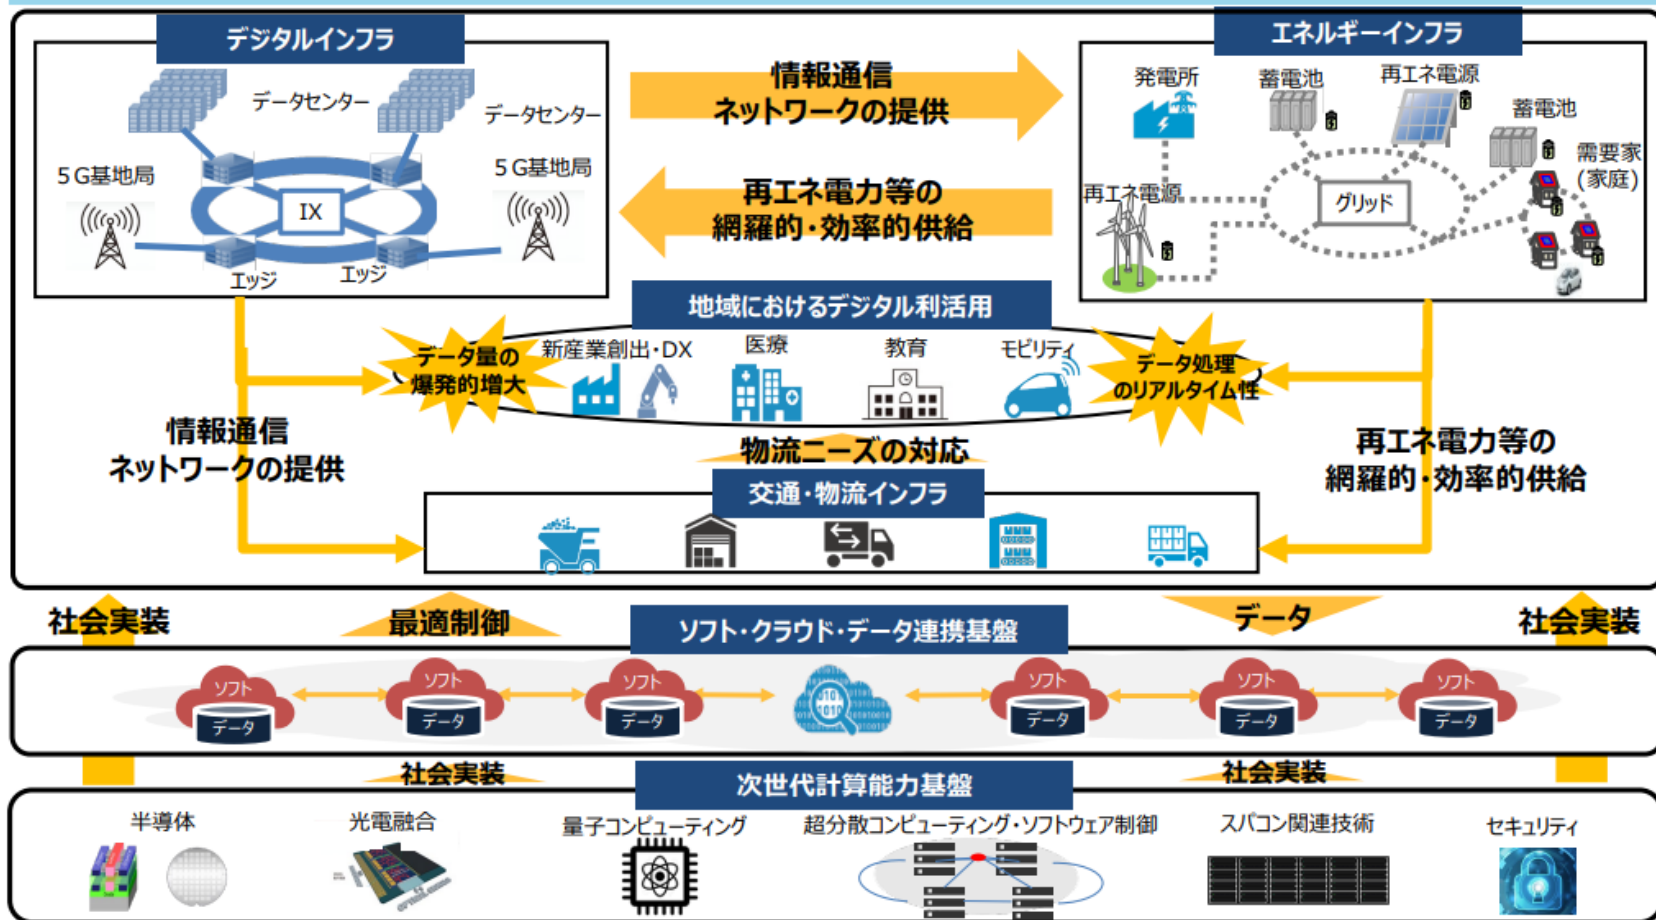 デジタルインフラ
データセンター
データセンター
5G基地局
5G基地局
IX
エッジ
エッジ
情報通信
ネットワークの提供
再エネ電力等の
網羅的・効率的供給
エネルギーインフラ
発電所
蓄電池
再エネ電源
蓄電池
需要家
(家庭)
再エネ電源
グリッド
地域におけるデジタル利活用
データ量の
爆発的増大
新産業創出・DX
医療
教育
モビリティ
データ処理
のリアルタイム性
情報通信
ネットワークの提供
物流ニーズの対応
再エネ電力等の
網羅的・効率的供給
交通・物流インフラ
社会実装
最適制御
ソフト・クラウド・データ連携基盤
データ
社会実装
ソフト
データ
ソフト
データ
ソフト
データ
ソフト
データ
ソフト
データ
ソフト
データ
社会実装
次世代計算能力基盤
社会実装
半導体
光電融合
量子コンピューティング
超分散コンピューティング・ソフトウェア制御
スパコン関連技術
セキュリティ